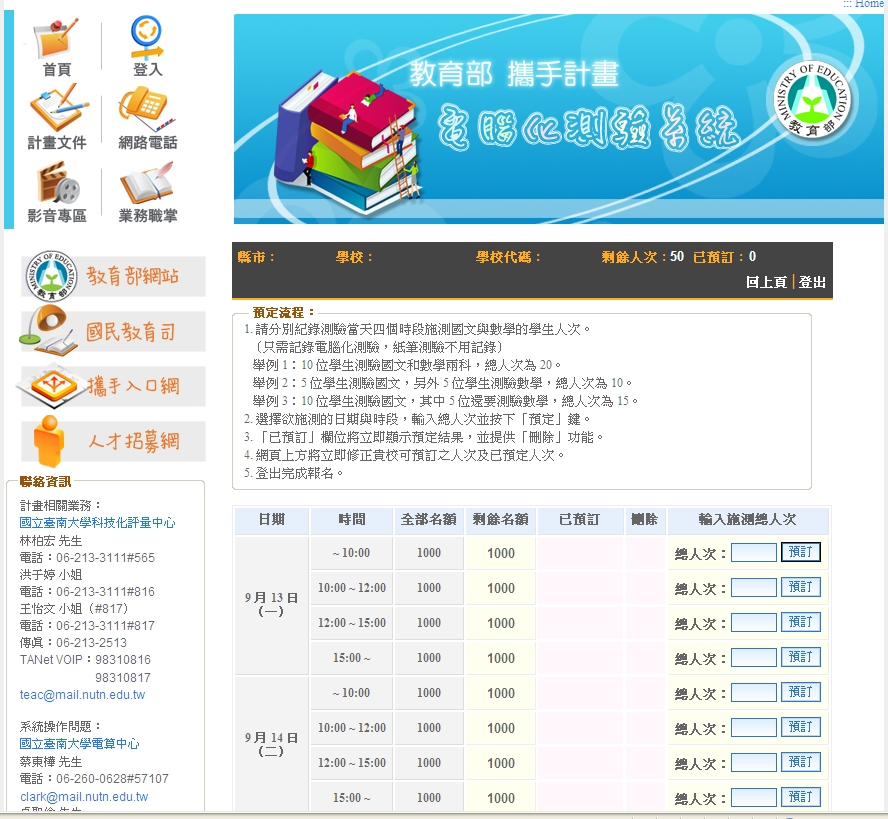 ::: Home
首頁 登入
計畫文件 網路電話
影音專區 業務職掌
教育部 攜手計畫
電腦化測驗系統
MINISTRY OF EDUCATION
教育部
MINISTRY OF EDUCATION
教育部
教育部網站
國民教育司
攜手入口網
人才招募網
聯絡資訊
計畫相關業務：
國立臺南大學科技化評量中心
林柏宏 先生
電話：06-213-3111#565
洪于婷 小姐
電話：06-213-3111#816
王怡文 小姐（#817）
電話：06-213-3111#817
傳真：06-213-2513
TANet VOIP：98310816
98310817
teac@mail.nutn.edu.tw
系統操作問題：
國立臺南大學電算中心
蔡東樺 先生
電話：06-260-0628#57107
clark@mail.nutn.edu.tw
縣市： 學校： 學校代碼： 剩餘人次：50 已預訂：0
回上頁 | 登出
預定流程：
1. 請分別紀錄測驗當天四個時段施測國文與數學的學生人次。
（只需記錄電腦化測驗，紙筆測驗不用記錄）
舉例 1：10 位學生測驗國文和數學兩科，總人次為 20。
舉例 2：5 位學生測驗國文，另外 5 位學生測驗數學，總人次為 10。
舉例 3：10 位學生測驗國文，其中 5 位還要測驗數學，總人次為 15。
2. 選擇欲施測的日期與時段，輸入總人次並按下「預定」鍵。
3. 「已預訂」欄位將立即顯示預定結果，並提供「刪除」功能。
4. 網頁上方將立即修正貴校可預訂之人次及已預定人次。
5. 登出完成報名。
日期 時間 全部名額 剩餘名額 已預訂 刪除 輸入施測總人次
9 月 13 日
（一）
~ 10:00 1000 1000 總人次： 預訂
10:00 ~ 12:00 1000 1000 總人次： 預訂
12:00 ~ 15:00 1000 1000 總人次： 預訂
15:00 ~ 1000 1000 總人次： 預訂
9 月 14 日
（二）
~ 10:00 1000 1000 總人次： 預訂
10:00 ~ 12:00 1000 1000 總人次： 預訂
12:00 ~ 15:00 1000 1000 總人次： 預訂
15:00 ~ 1000 1000 總人次： 預訂